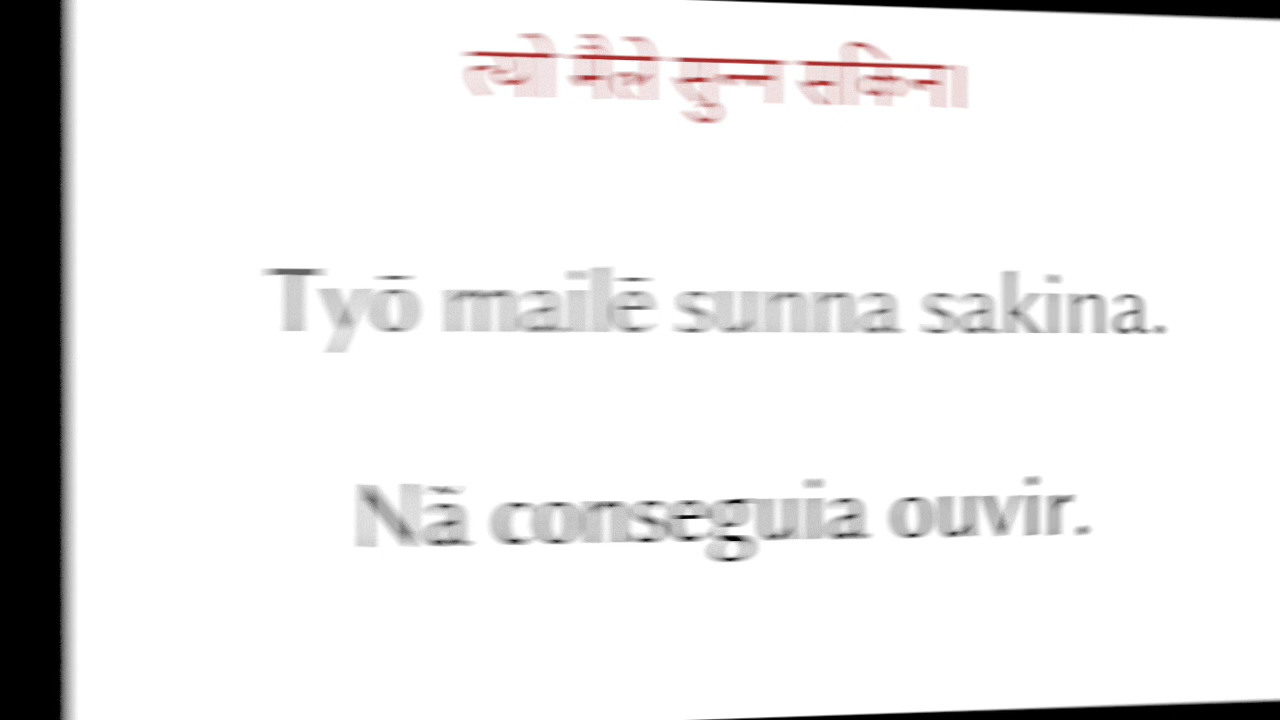 त्यो मैले सुन्न सकिना
Tyō mailē sunna sakina.
Nã conseguia ouvir.